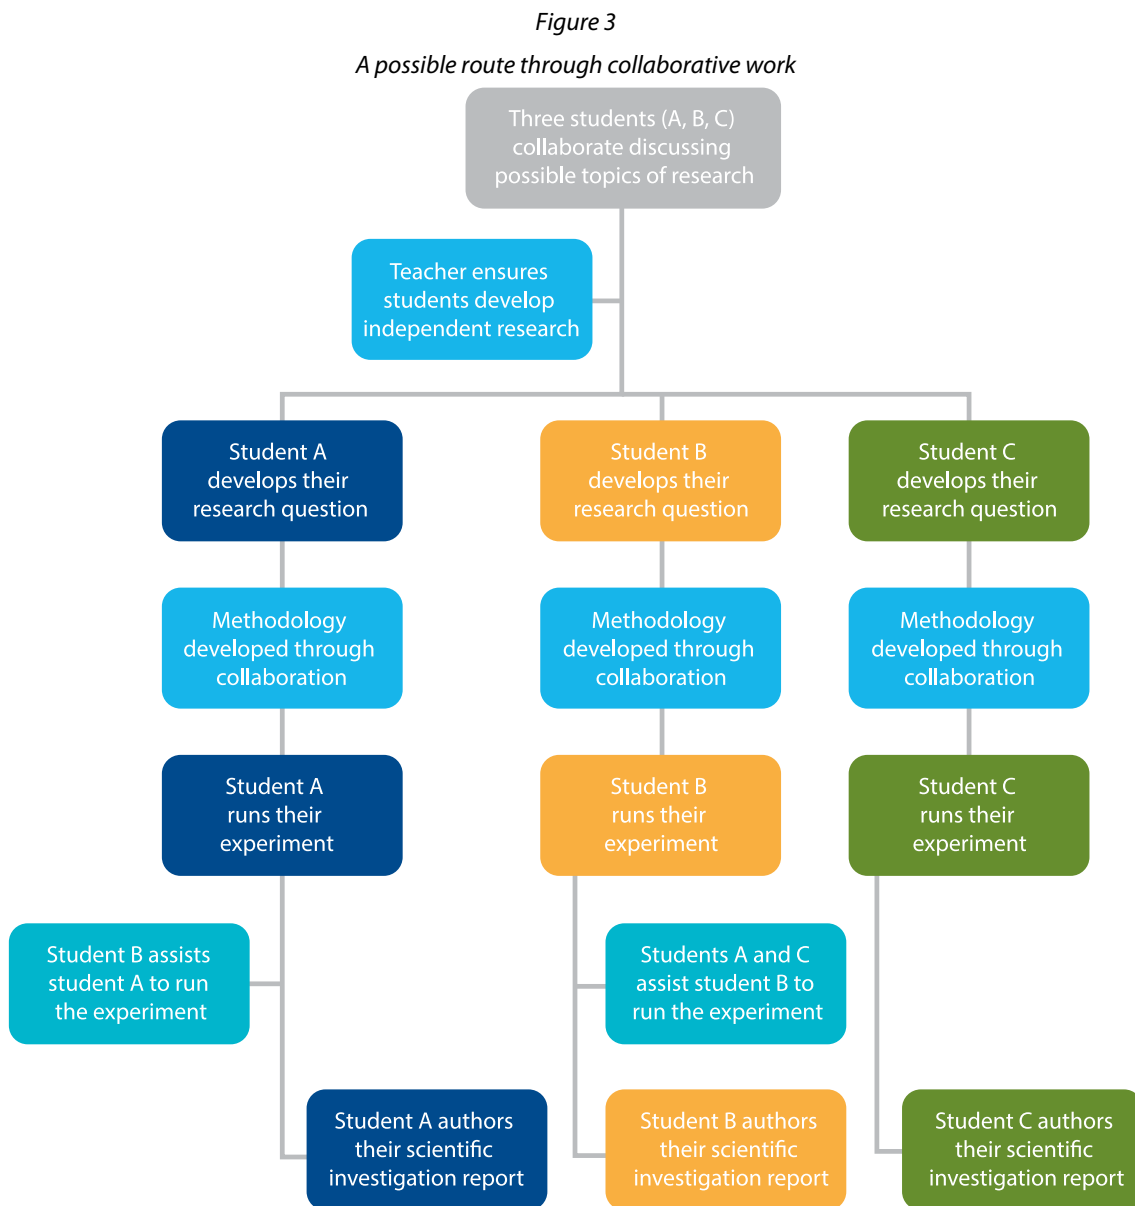 Figure 3
A possible route through collaborative work
Three students (A, B, C)
collaborate discussing
possible topics of research
Teacher ensures
students develop
independent research
Student A
develops their
research question
Student B
develops their
research question
Student C
develops their
research question
Methodology
developed through
collaboration
Methodology
developed through
collaboration
Methodology
developed through
collaboration
Student A
runs their
experiment
Student B
runs their
experiment
Student C
runs their
experiment
Student B assists
student A to run
the experiment
Students A and C
assist student B to
run the experiment
Student A authors
their scientific
investigation report
Student B authors
their scientific
investigation report
Student C authors
their scientific
investigation report